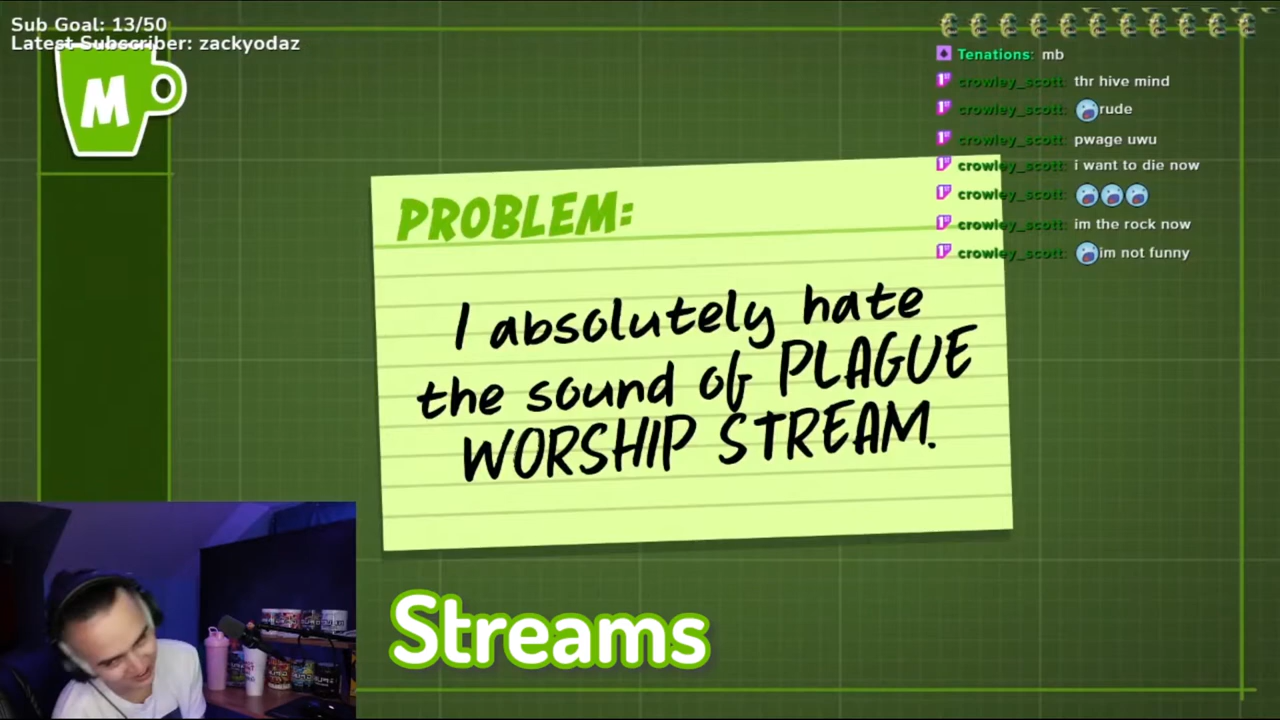 Sub Goal: 13/50
Latest Subscriber: zackyodaz
M
Tenations: mb
crowley_scott: thr hive mind
crowley_scott: rude
crowley_scott: pwage uwu
crowley_scott: i want to die now
crowley_scott:
crowley_scott: im the rock now
crowley_scott: im not funny
PROBLEM:
I absolutely hate
the sound of PLAGUE
WORSHIP STREAM.
Streams